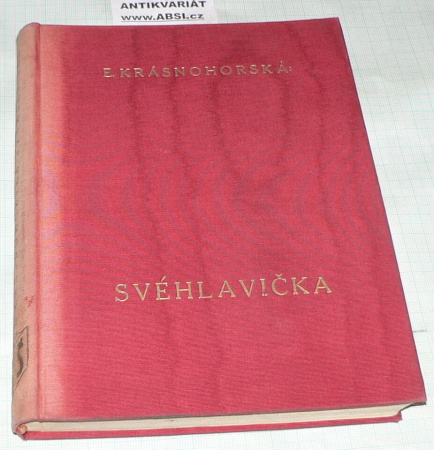 ANTIKVARIÁT
www.ABSI.cz
E. KRÁSNOHORSKÁ:
SVÉHLAVIČKA